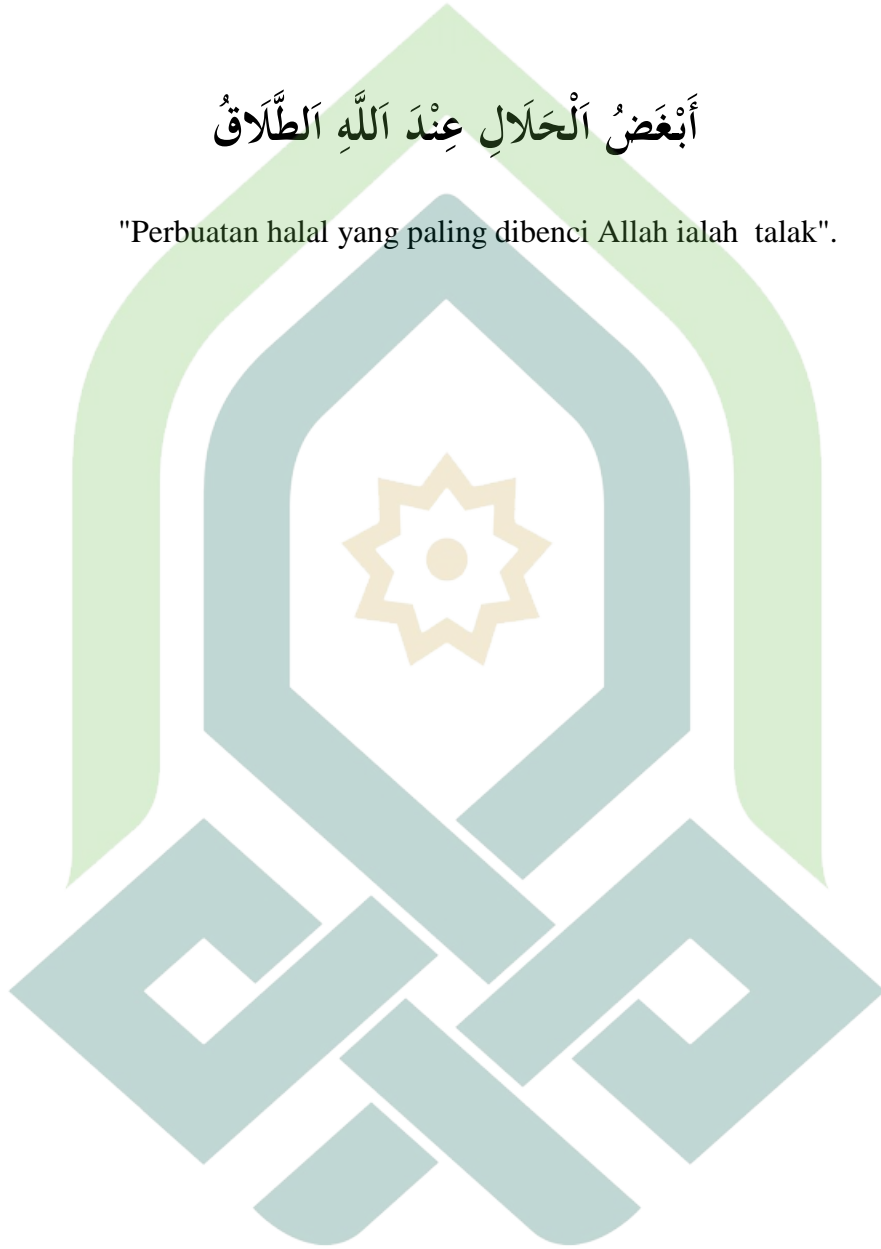 أَبْغَضُ اَلْحَلَالِ عِنْدَ اَللَّهِ اَلطَّلَاقُ
"Perbuatan halal yang paling dibenci Allah ialah  talak".